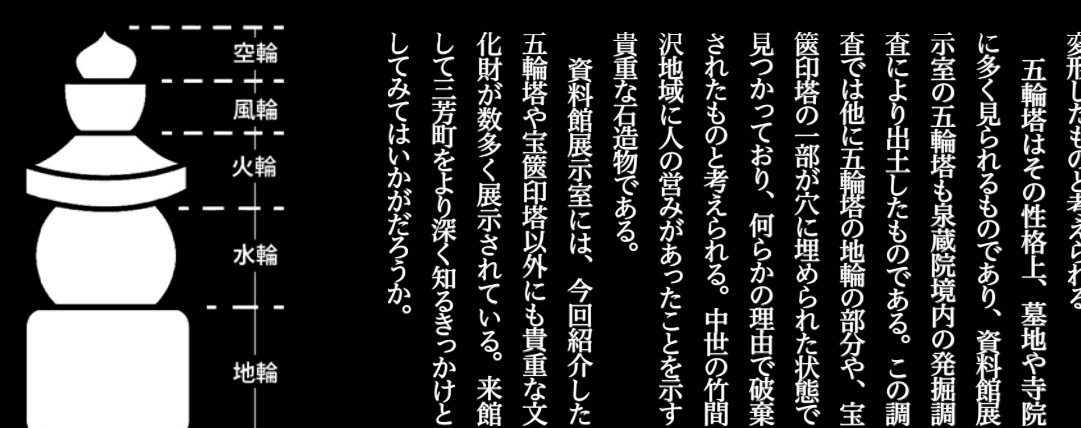 変形したものと考えられる
五輪塔はその性格上、墓地や寺院
に多く見られるものであり、資料館展
示室の五輪塔も泉蔵院境内の発掘調
査により出土したものである。この調
査では他に五輪塔の地輪の部分や、宝
篋印塔の一部が穴に埋められた状態で
見つかっており、何らかの理由で破棄
されたものと考えられる。中世の竹間
沢地域に人の営みがあったことを示す
貴重な石造物である。
資料館展示室には、今回紹介した
五輪塔や宝篋印塔以外にも貴重な文
化財が数多く展示されている。来館
して三芳町をより深く知るきっかけと
してみてはいかがだろうか。
空輪
風輪
火輪
水輪
地輪